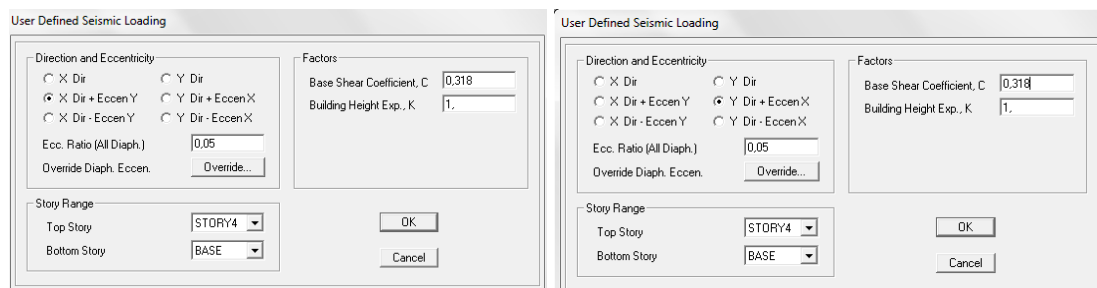 User Defined Seismic Loading
Direction and Eccentricity
X Dir Y Dir
X Dir + Eccen Y Y Dir + Eccen X
X Dir - Eccen Y Y Dir - Eccen X
Ecc. Ratio (All Diaph.) 0,05
Override Diaph. Eccen. Override...
Factors
Base Shear Coefficient, C 0,318
Building Height Exp., K 1,
Story Range
Top Story STORY4
Bottom Story BASE
OK
Cancel
User Defined Seismic Loading
Direction and Eccentricity
X Dir Y Dir
X Dir + Eccen Y Y Dir + Eccen X
X Dir - Eccen Y Y Dir - Eccen X
Ecc. Ratio (All Diaph.) 0,05
Override Diaph. Eccen. Override...
Factors
Base Shear Coefficient, C 0,318
Building Height Exp., K 1,
Story Range
Top Story STORY4
Bottom Story BASE
OK
Cancel